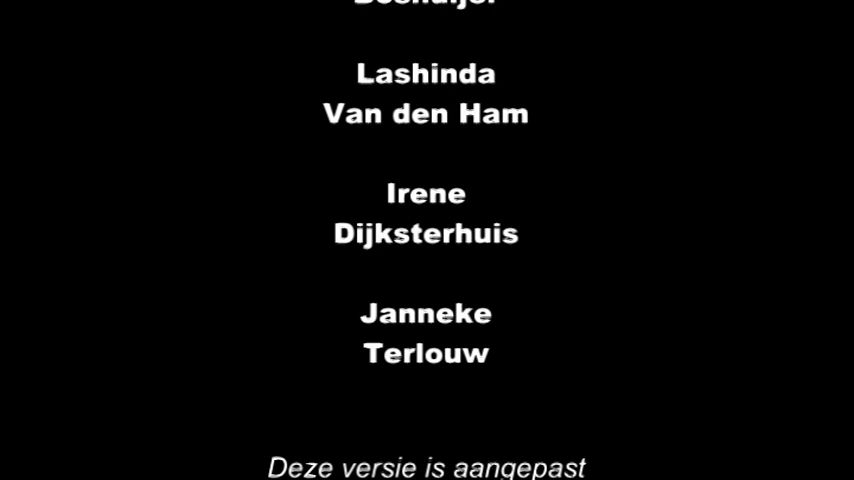 Lashinda
Van den Ham
Irene
Dijksterhuis
Janneke
Terlouw
Deze versie is aangepast